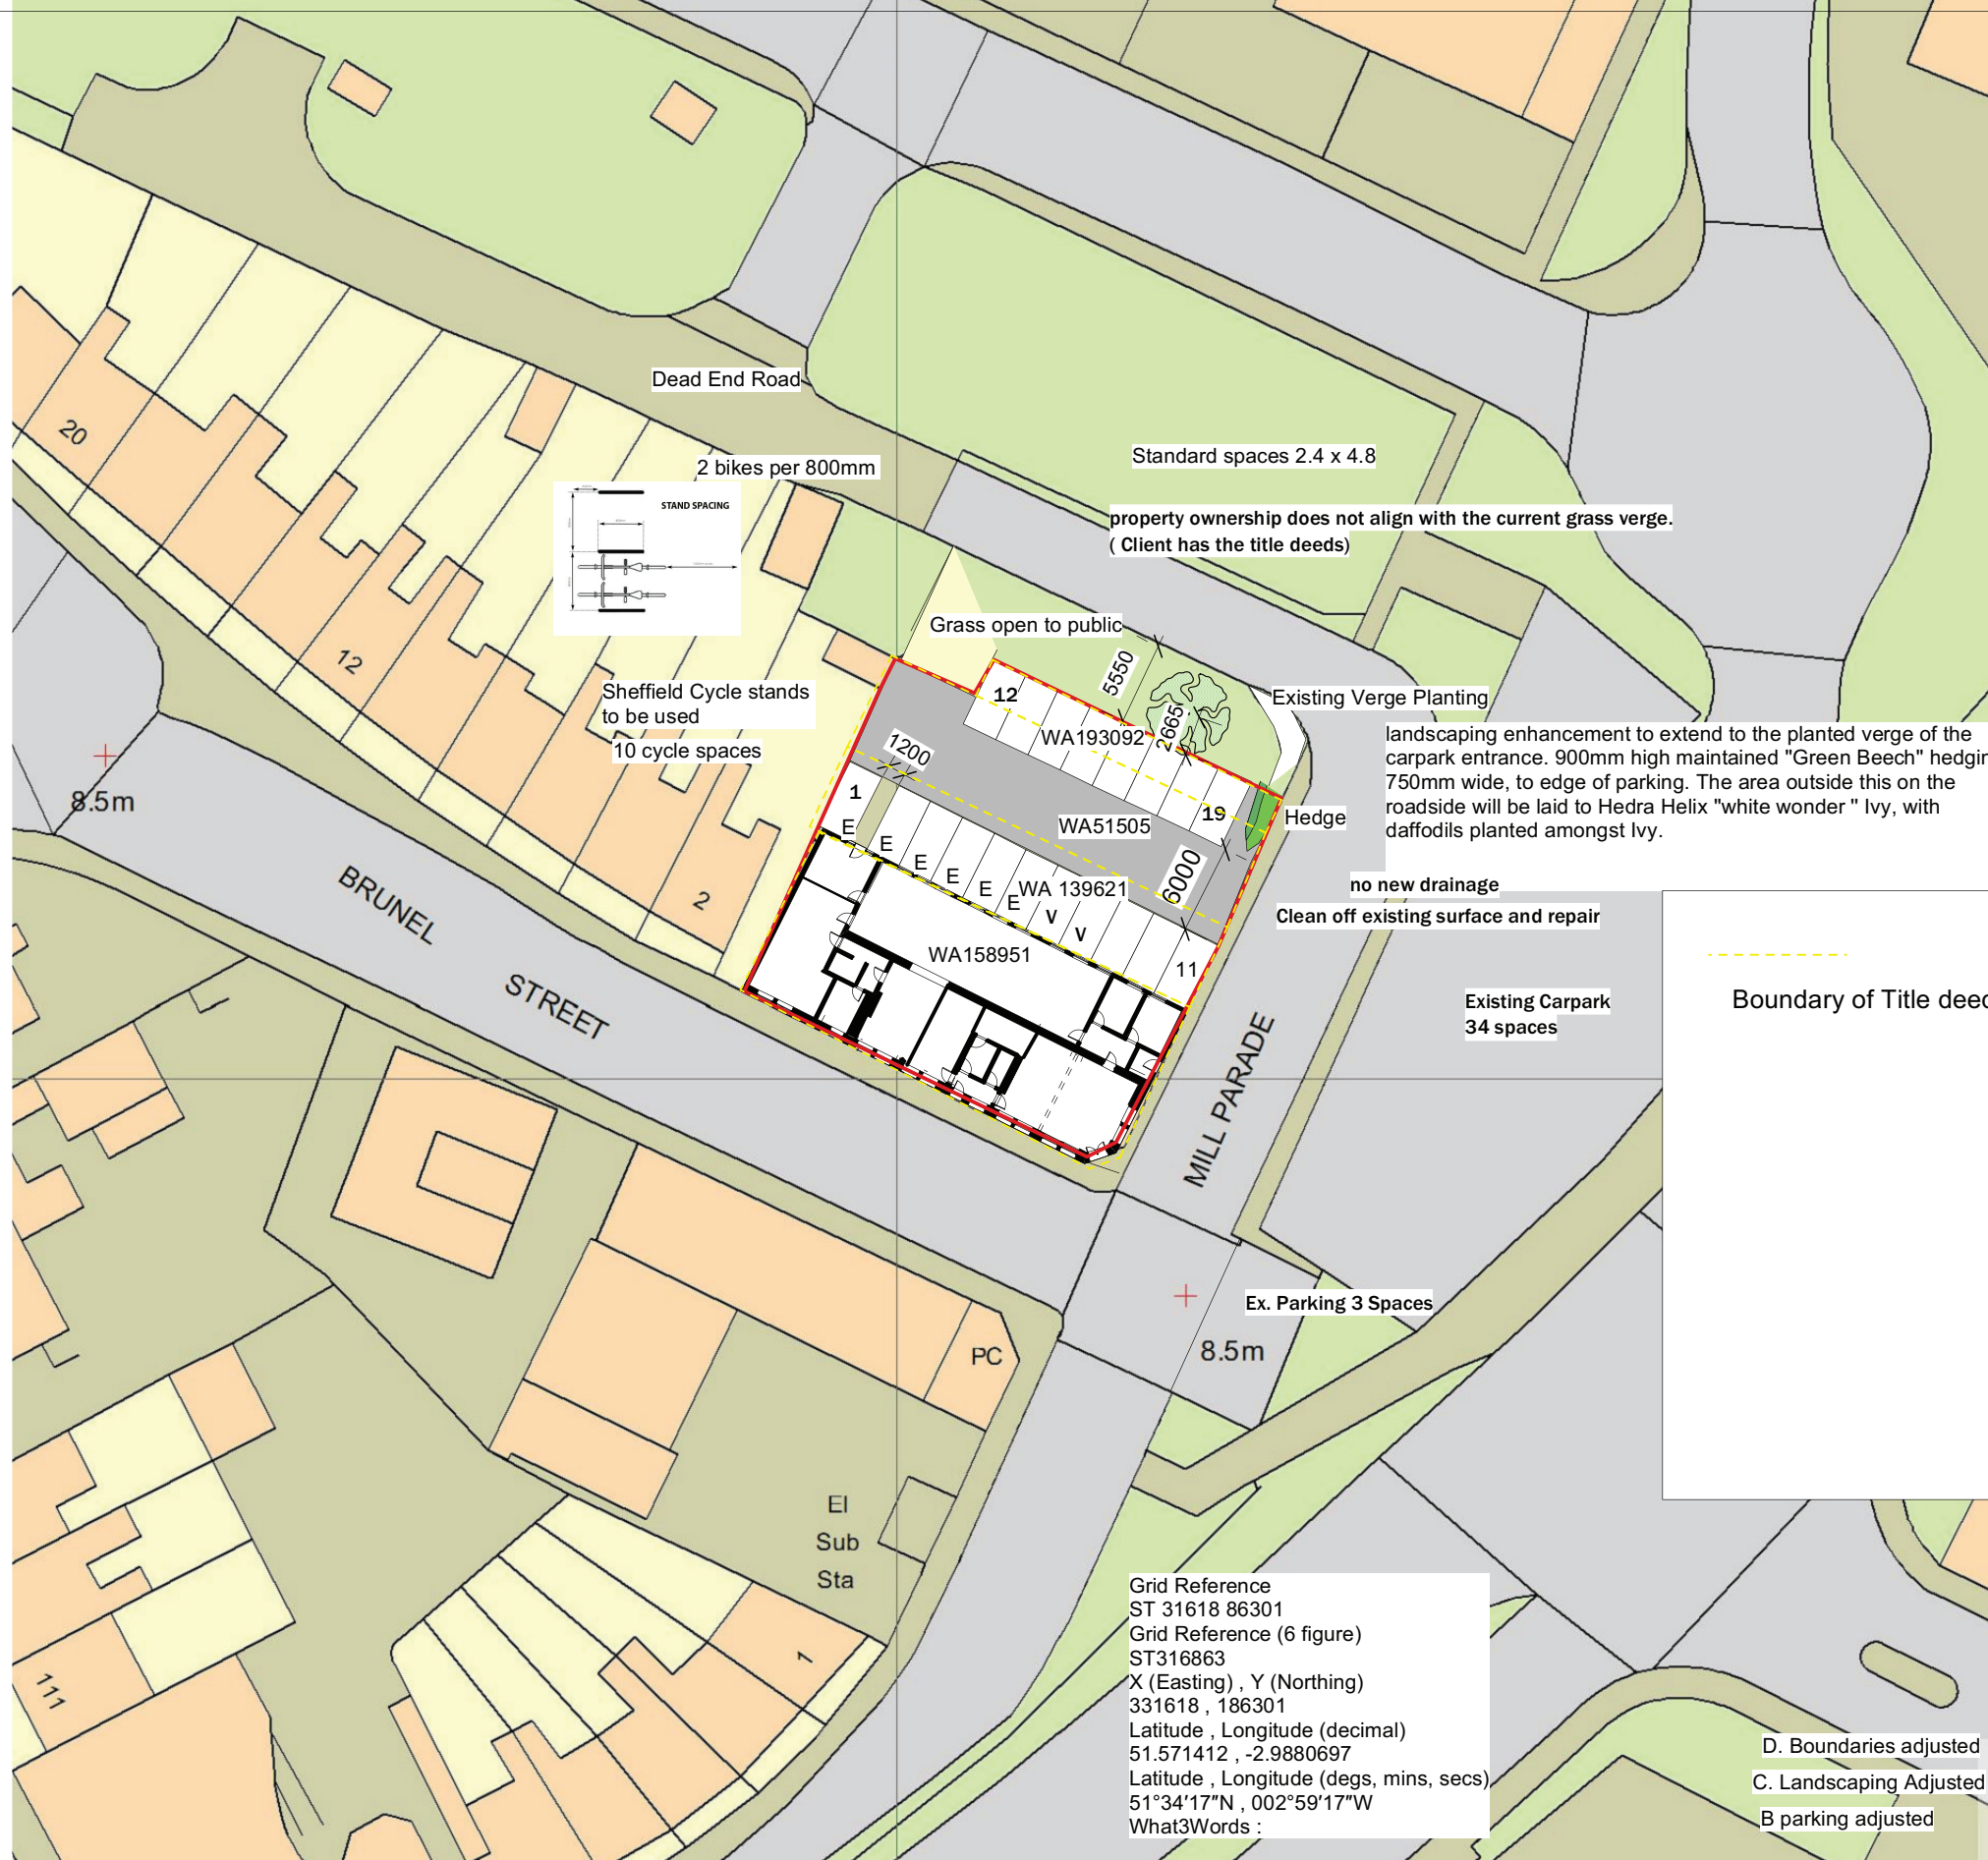 20
12
2
Dead End Road
2 bikes per 800mm
STAND SPACING
Standard spaces 2.4 x 4.8
property ownership does not align with the current grass verge.
( Client has the title deeds)
Grass open to public
5550
2665
12
WA193092
19
Existing Verge Planting
landscaping enhancement to extend to the planted verge of the
carpark entrance. 900mm high maintained "Green Beech" hedgin
750mm wide, to edge of parking. The area outside this on the
roadside will be laid to Hedra Helix "white wonder " Ivy, with
daffodils planted amongst Ivy.
Hedge
Sheffield Cycle stands
to be used
10 cycle spaces
1200
1
WA51505
6000
E
E
E
E
E
E
WA 139621
V
V
11
WA158951
no new drainage
Clean off existing surface and repair
8.5m
BRUNEL
STREET
MILL PARADE
Existing Carpark
34 spaces
Boundary of Title deed
Ex. Parking 3 Spaces
8.5m
PC
El
Sub
Sta
1
111
Grid Reference
ST 31618 86301
Grid Reference (6 figure)
ST316863
X (Easting) , Y (Northing)
331618 , 186301
Latitude , Longitude (decimal)
51.571412 , -2.9880697
Latitude , Longitude (degs, mins, secs)
51°34′17″N , 002°59′17″W
What3Words :
D. Boundaries adjusted
C. Landscaping Adjusted
B parking adjusted